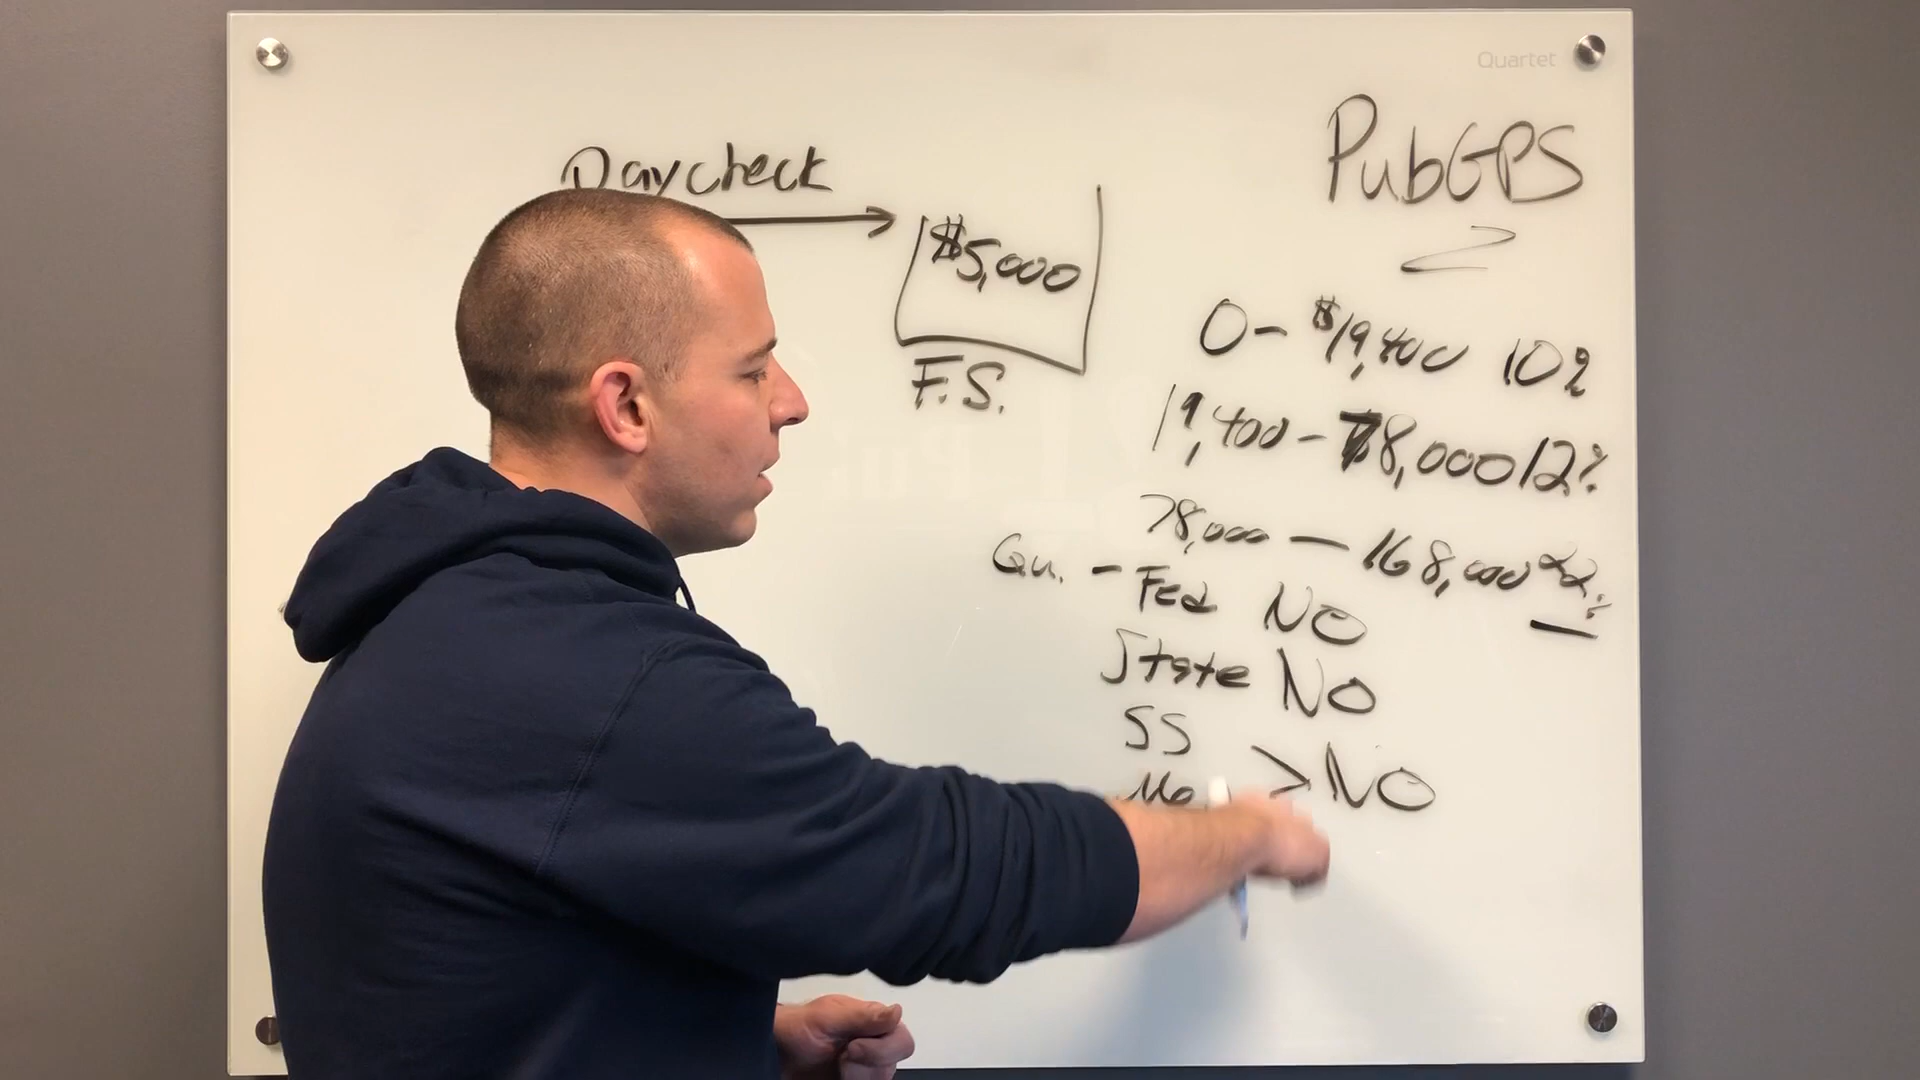 Quartet
PubGPS
Paycheck
$5,000
F.S.
0 - $19,400 10%
19,400 - 78,000 12%
78,000 - 168,000 22%
Qu. - Fed NO
State NO
SS
> NO